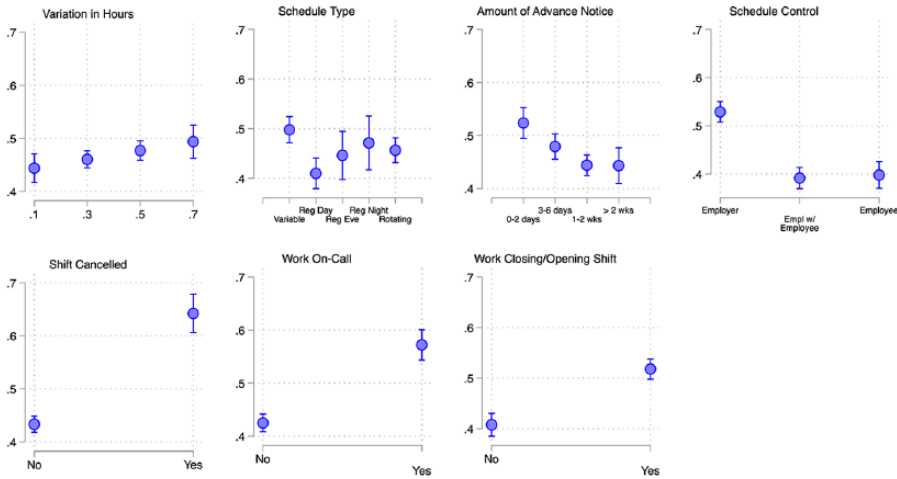 Variation in Hours
.7
.6
.5
.4
.1 .3 .5 .7
Schedule Type
.7
.6
.5
.4
Reg Day Reg Night
Variable Reg Eve Rotating
Amount of Advance Notice
.7
.6
.5
.4
3-6 days > 2 wks
0-2 days 1-2 wks
Schedule Control
.7
.6
.5
.4
Employer Empl w/ Employee
Employee
Shift Cancelled
.7
.6
.5
.4
No Yes
Work On-Call
.7
.6
.5
.4
No
Yes
Work Closing/Opening Shift
.7
.6
.5
.4
No
Yes